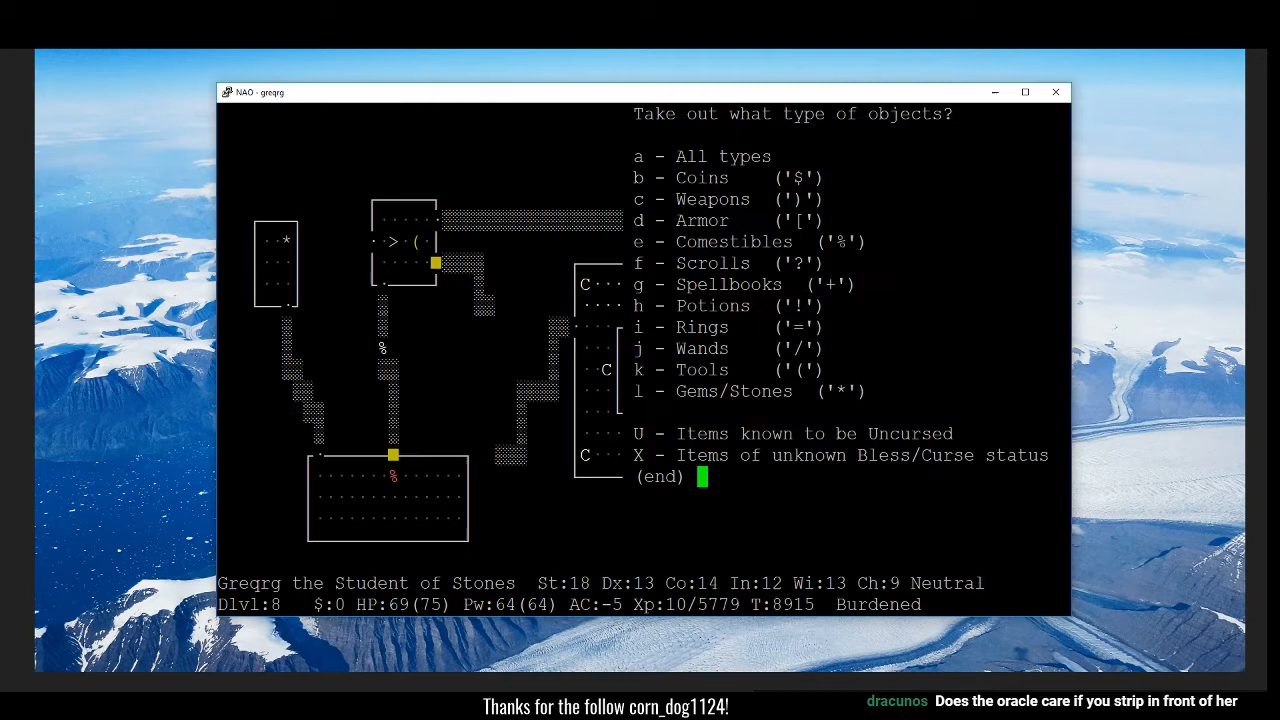 NAO - greqrg
Take out what type of objects?
a - All types
b - Coins ('$')
c - Weapons (')')
d - Armor ('[')
e - Comestibles ('%')
f - Scrolls ('?')
g - Spellbooks ('+')
h - Potions ('!')
i - Rings ('=')
j - Wands ('/')
k - Tools ('(')
l - Gems/Stones ('*')
U - Items known to be Uncursed
X - Items of unknown Bless/Curse status
(end)
Greqrg the Student of Stones St:18 Dx:13 Co:14 In:12 Wi:13 Ch:9 Neutral
Dlvl:8 $:0 HP:69(75) Pw:64(64) AC:-5 Xp:10/5779 T:8915 Burdened
Thanks for the follow corn_dog1124!
dracunos Does the oracle care if you strip in front of her